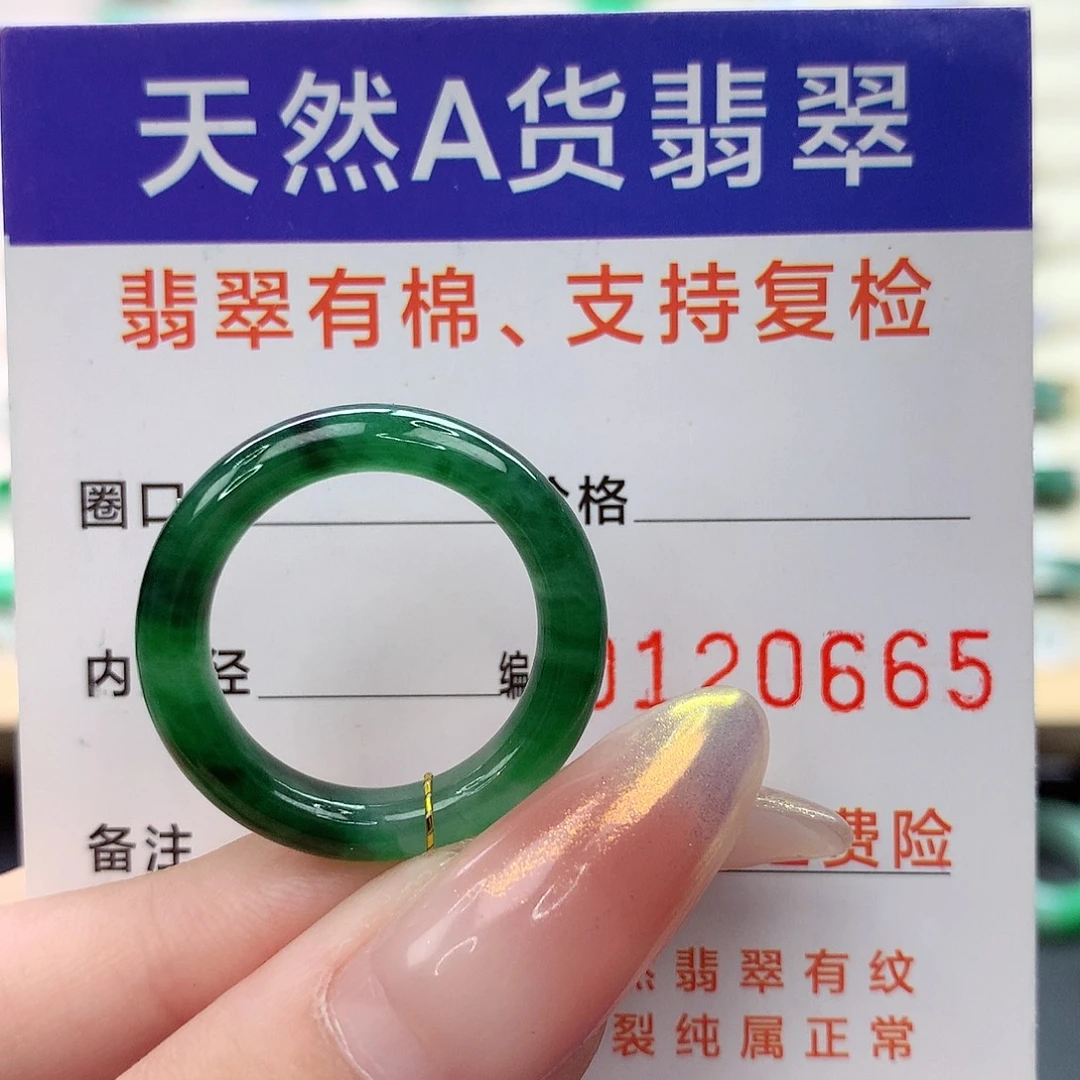 天然A货翡翠
翡翠有棉、支持复检
圈口 格
内径 编 0120665
备注 费险
翡翠有纹
裂纯属正常